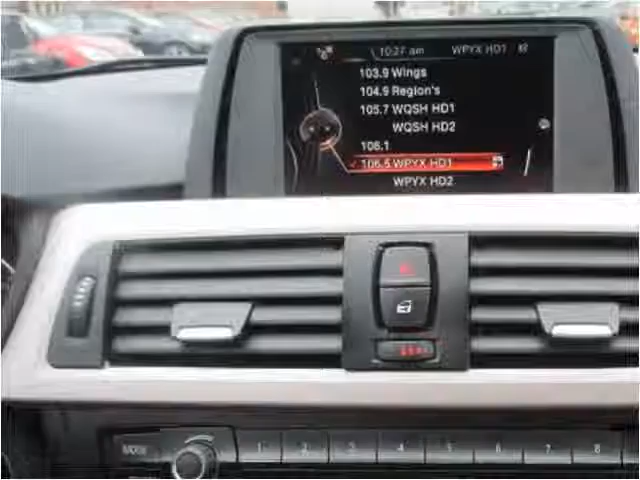 10:27 am WPYX HD1
103.9 Wings
104.9 Region's
105.7 WQSH HD1
WQSH HD2
106.1
106.5 WPYX HD1
WPYX HD2
MODE 1 2 3 4 5 6 7 8